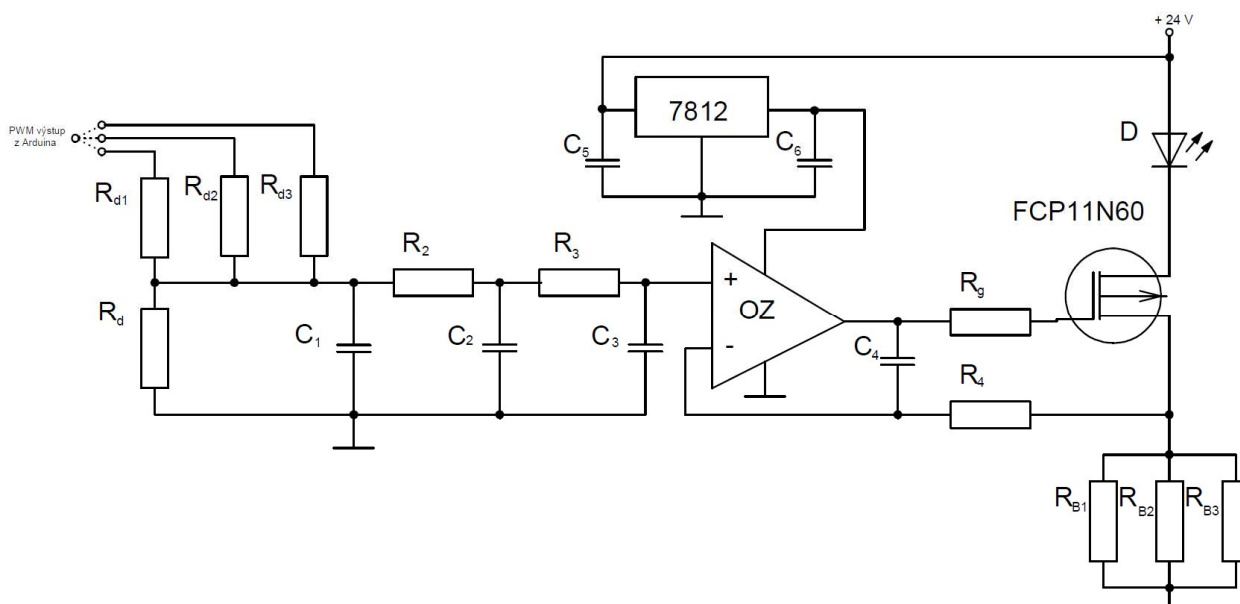 + 24 V
PWM výstup
z Arduina
7812
C5
C6
D
Rd1
Rd2
Rd3
FCP11N60
R2
R3
Rg
+
OZ
-
Rd
C1
C2
C3
C4
R4
RB1
RB2
RB3